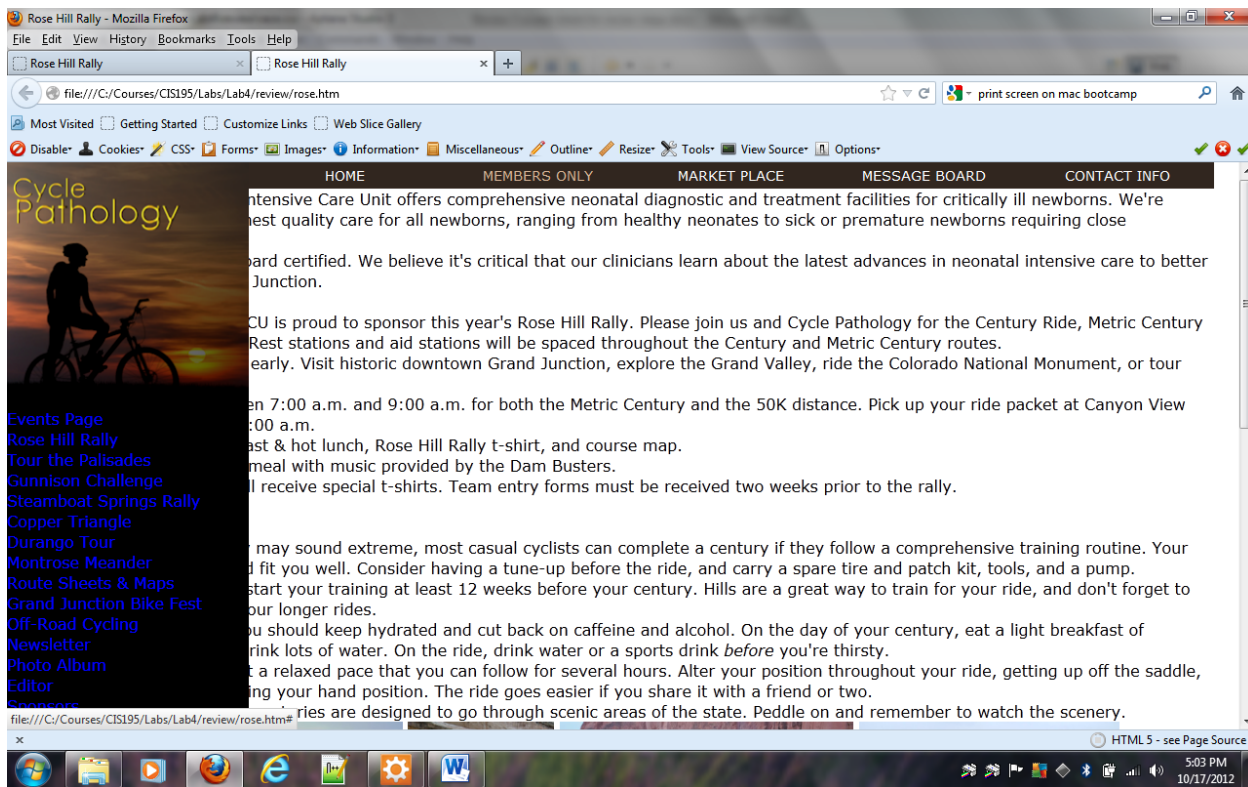 Rose Hill Rally - Mozilla Firefox
File Edit View History Bookmarks Tools Help
Rose Hill Rally × Rose Hill Rally × +
file:///C:/Courses/CIS195/Labs/Lab4/review/rose.htm print screen on mac bootcamp
Most Visited Getting Started Customize Links Web Slice Gallery
Disable Cookies CSS Forms Images Information Miscellaneous Outline Resize Tools View Source Options
HOME MEMBERS ONLY MARKET PLACE MESSAGE BOARD CONTACT INFO
Cycle
Pathology
ntensive Care Unit offers comprehensive neonatal diagnostic and treatment facilities for critically ill newborns. We're
nest quality care for all newborns, ranging from healthy neonates to sick or premature newborns requiring close
oard certified. We believe it's critical that our clinicians learn about the latest advances in neonatal intensive care to better
Junction.
CU is proud to sponsor this year's Rose Hill Rally. Please join us and Cycle Pathology for the Century Ride, Metric Century
Rest stations and aid stations will be spaced throughout the Century and Metric Century routes.
early. Visit historic downtown Grand Junction, explore the Grand Valley, ride the Colorado National Monument, or tour
en 7:00 a.m. and 9:00 a.m. for both the Metric Century and the 50K distance. Pick up your ride packet at Canyon View
:00 a.m.
ast & hot lunch, Rose Hill Rally t-shirt, and course map.
meal with music provided by the Dam Busters.
ll receive special t-shirts. Team entry forms must be received two weeks prior to the rally.
may sound extreme, most casual cyclists can complete a century if they follow a comprehensive training routine. Your
d fit you well. Consider having a tune-up before the ride, and carry a spare tire and patch kit, tools, and a pump.
start your training at least 12 weeks before your century. Hills are a great way to train for your ride, and don't forget to
our longer rides.
ou should keep hydrated and cut back on caffeine and alcohol. On the day of your century, eat a light breakfast of
rink lots of water. On the ride, drink water or a sports drink before you're thirsty.
t a relaxed pace that you can follow for several hours. Alter your position throughout your ride, getting up off the saddle,
ing your hand position. The ride goes easier if you share it with a friend or two.
turies are designed to go through scenic areas of the state. Peddle on and remember to watch the scenery.
Events Page
Rose Hill Rally
Tour the Palisades
Gunnison Challenge
Steamboat Springs Rally
Copper Triangle
Durango Tour
Montrose Meander
Route Sheets & Maps
Grand Junction Bike Fest
Off-Road Cycling
Newsletter
Photo Album
Editor
Sponsors
file:///C:/Courses/CIS195/Labs/Lab4/review/rose.htm#
× HTML 5 - see Page Source
5:03 PM
10/17/2012